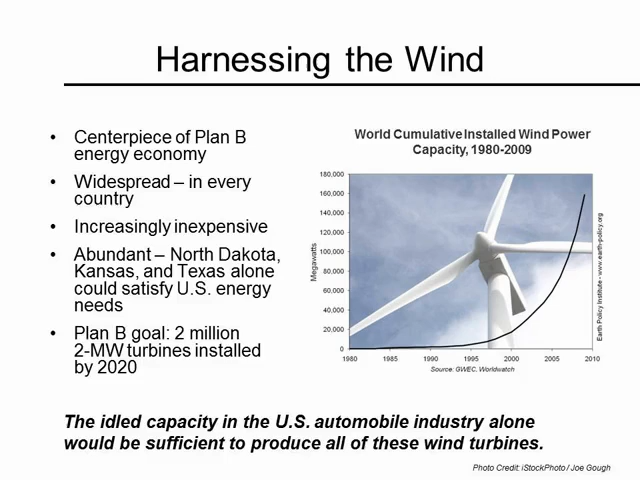 Harnessing the Wind
• Centerpiece of Plan B
energy economy
• Widespread – in every
country
• Increasingly inexpensive
• Abundant – North Dakota,
Kansas, and Texas alone
could satisfy U.S. energy
needs
• Plan B goal: 2 million
2-MW turbines installed
by 2020
World Cumulative Installed Wind Power
Capacity, 1980-2009
Megawatts
180,000
160,000
140,000
120,000
100,000
80,000
60,000
40,000
20,000
0
1980 1985 1990 1995 2000 2005 2010
Source: GWEC, Worldwatch
Earth Policy Institute - www.earth-policy.org
The idled capacity in the U.S. automobile industry alone
would be sufficient to produce all of these wind turbines.
Photo Credit: iStockPhoto / Joe Gough